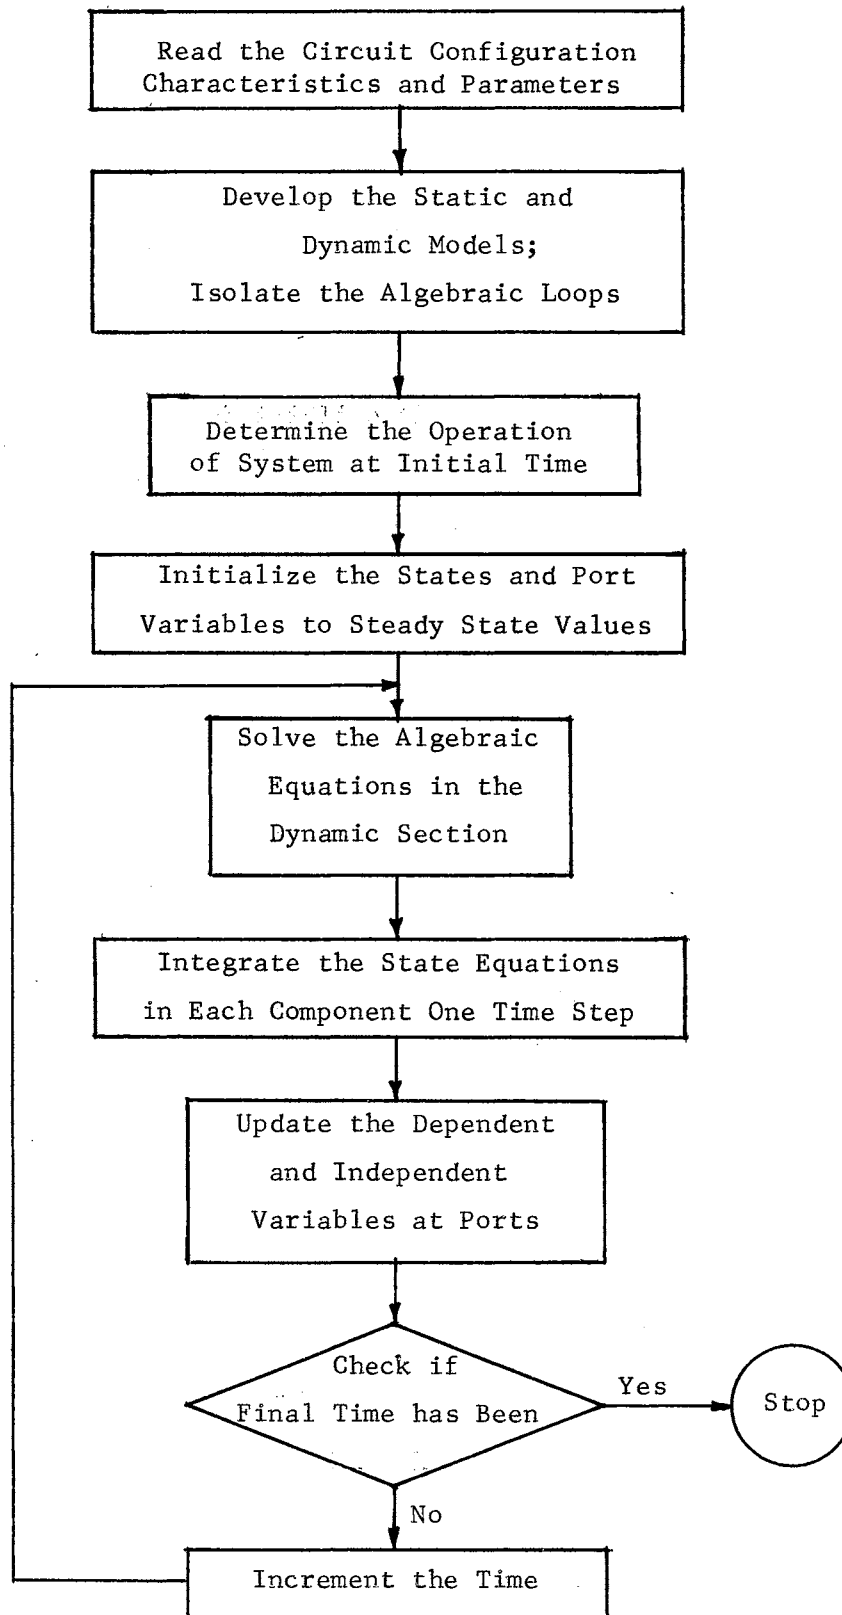 Read the Circuit Configuration
Characteristics and Parameters
Develop the Static and
Dynamic Models;
Isolate the Algebraic Loops
Determine the Operation
of System at Initial Time
Initialize the States and Port
Variables to Steady State Values
Solve the Algebraic
Equations in the
Dynamic Section
Integrate the State Equations
in Each Component One Time Step
Update the Dependent
and Independent
Variables at Ports
Check if
Final Time has Been
Yes
Stop
No
Increment the Time